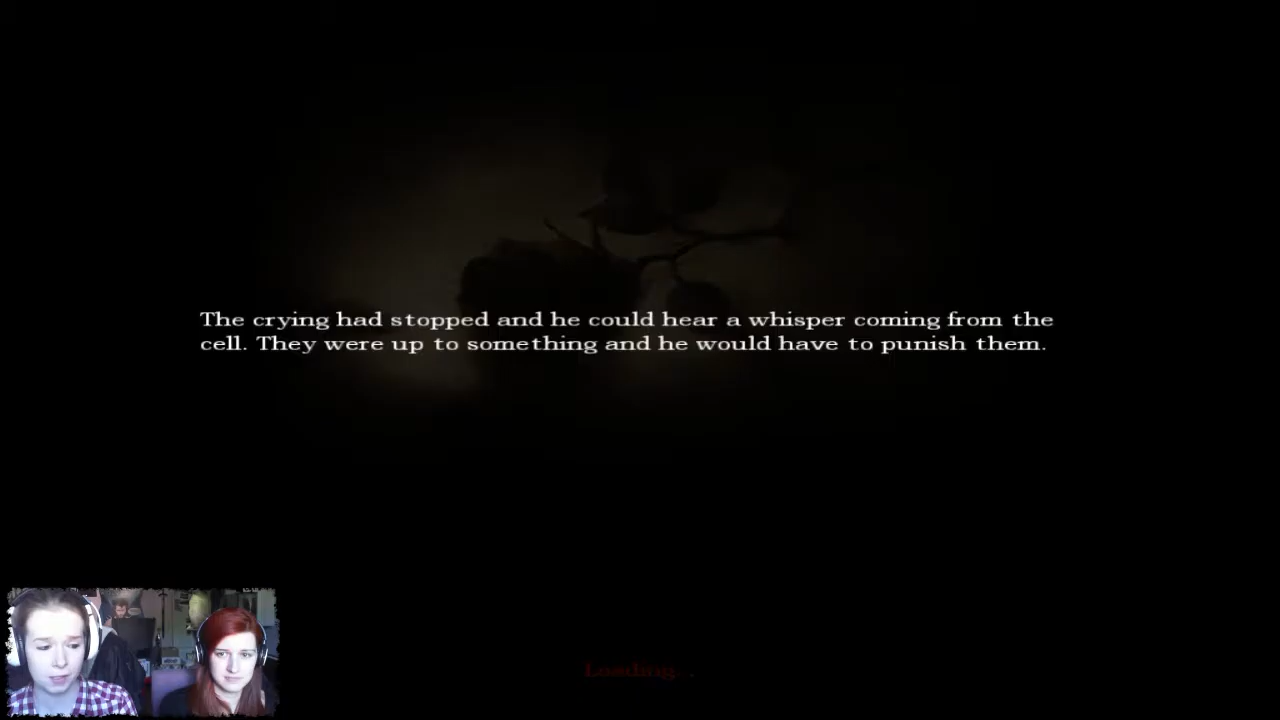 The crying had stopped and he could hear a whisper coming from the
cell. They were up to something and he would have to punish them.
Loading. .